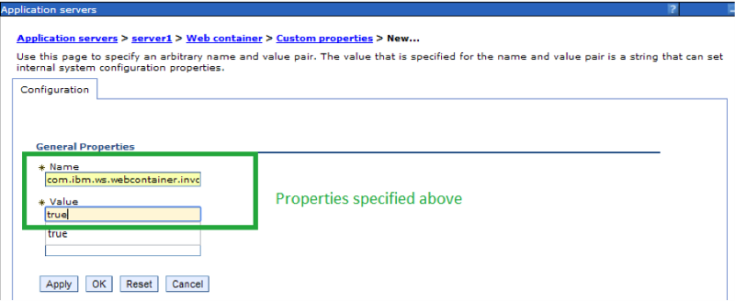 Application servers ?
Application servers > server1 > Web container > Custom properties > New...
Use this page to specify an arbitrary name and value pair. The value that is specified for the name and value pair is a string that can set
internal system configuration properties.
Configuration
General Properties
* Name
com.ibm.ws.webcontainer.invo
* Value
true
true
Properties specified above
Apply OK Reset Cancel